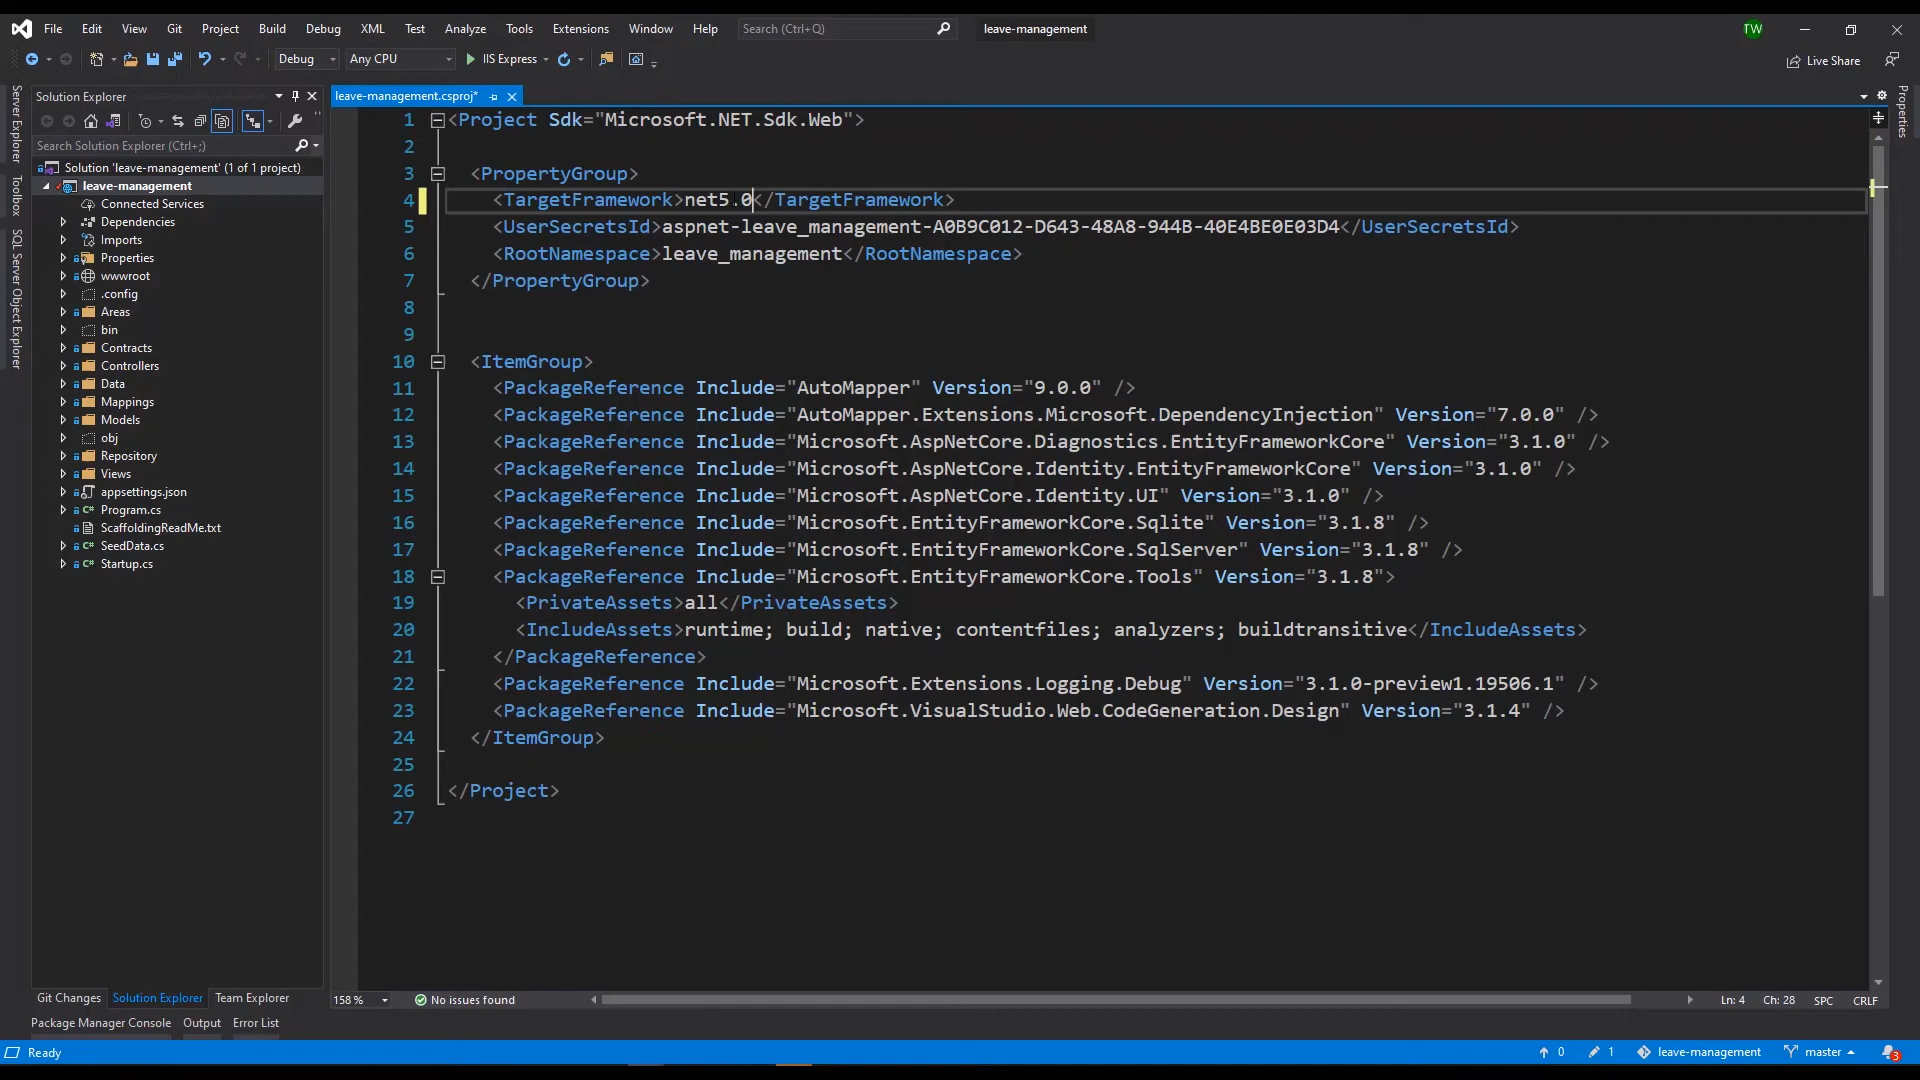 File Edit View Git Project Build Debug XML Test Analyze Tools Extensions Window Help Search (Ctrl+Q) leave-management TW
Debug Any CPU IIS Express Live Share
Server Explorer
Toolbox
SQL Server Object Explorer
Solution Explorer
Search Solution Explorer (Ctrl+;)
Solution 'leave-management' (1 of 1 project)
leave-management
Connected Services
Dependencies
Imports
Properties
wwwroot
.config
Areas
bin
Contracts
Controllers
Data
Mappings
Models
obj
Repository
Views
appsettings.json
Program.cs
ScaffoldingReadMe.txt
SeedData.cs
Startup.cs
Git Changes Solution Explorer Team Explorer
leave-management.csproj*
1 <Project Sdk="Microsoft.NET.Sdk.Web">
2
3 <PropertyGroup>
4 <TargetFramework>net5.0</TargetFramework>
5 <UserSecretsId>aspnet-leave_management-A0B9C012-D643-48A8-944B-40E4BE0E03D4</UserSecretsId>
6 <RootNamespace>leave_management</RootNamespace>
7 </PropertyGroup>
8
9
10 <ItemGroup>
11 <PackageReference Include="AutoMapper" Version="9.0.0" />
12 <PackageReference Include="AutoMapper.Extensions.Microsoft.DependencyInjection" Version="7.0.0" />
13 <PackageReference Include="Microsoft.AspNetCore.Diagnostics.EntityFrameworkCore" Version="3.1.0" />
14 <PackageReference Include="Microsoft.AspNetCore.Identity.EntityFrameworkCore" Version="3.1.0" />
15 <PackageReference Include="Microsoft.AspNetCore.Identity.UI" Version="3.1.0" />
16 <PackageReference Include="Microsoft.EntityFrameworkCore.Sqlite" Version="3.1.8" />
17 <PackageReference Include="Microsoft.EntityFrameworkCore.SqlServer" Version="3.1.8" />
18 <PackageReference Include="Microsoft.EntityFrameworkCore.Tools" Version="3.1.8">
19 <PrivateAssets>all</PrivateAssets>
20 <IncludeAssets>runtime; build; native; contentfiles; analyzers; buildtransitive</IncludeAssets>
21 </PackageReference>
22 <PackageReference Include="Microsoft.Extensions.Logging.Debug" Version="3.1.0-preview1.19506.1" />
23 <PackageReference Include="Microsoft.VisualStudio.Web.CodeGeneration.Design" Version="3.1.4" />
24 </ItemGroup>
25
26 </Project>
27
158 % No issues found Ln: 4 Ch: 28 SPC CRLF
Properties
Package Manager Console Output Error List
Ready 0 1 leave-management master 3